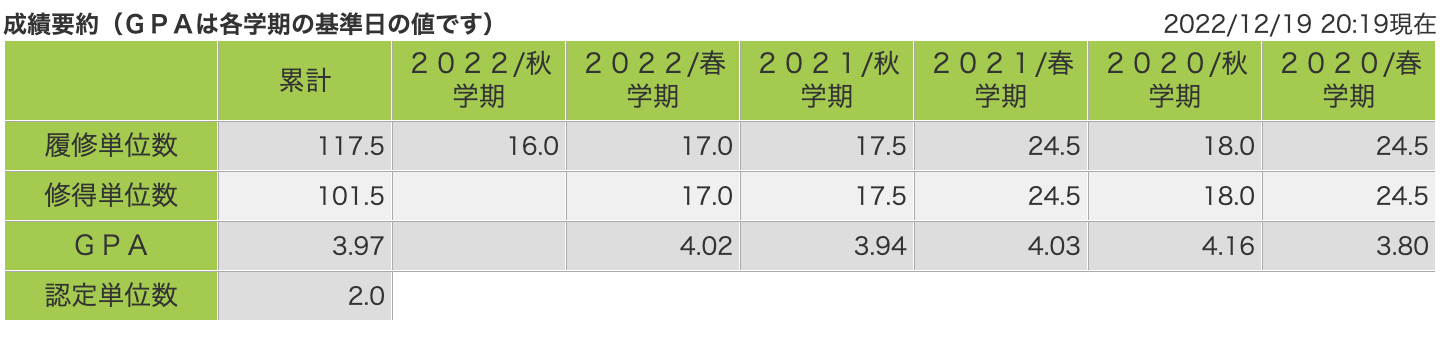 成績要約（ＧＰＡは各学期の基準日の値です）
2022/12/19 20:19現在
累計 ２０２２/秋学期 ２０２２/春学期 ２０２１/秋学期 ２０２１/春学期 ２０２０/秋学期 ２０２０/春学期
履修単位数 117.5 16.0 17.0 17.5 24.5 18.0 24.5
修得単位数 101.5 17.0 17.5 24.5 18.0 24.5
ＧＰＡ 3.97 4.02 3.94 4.03 4.16 3.80
認定単位数 2.0